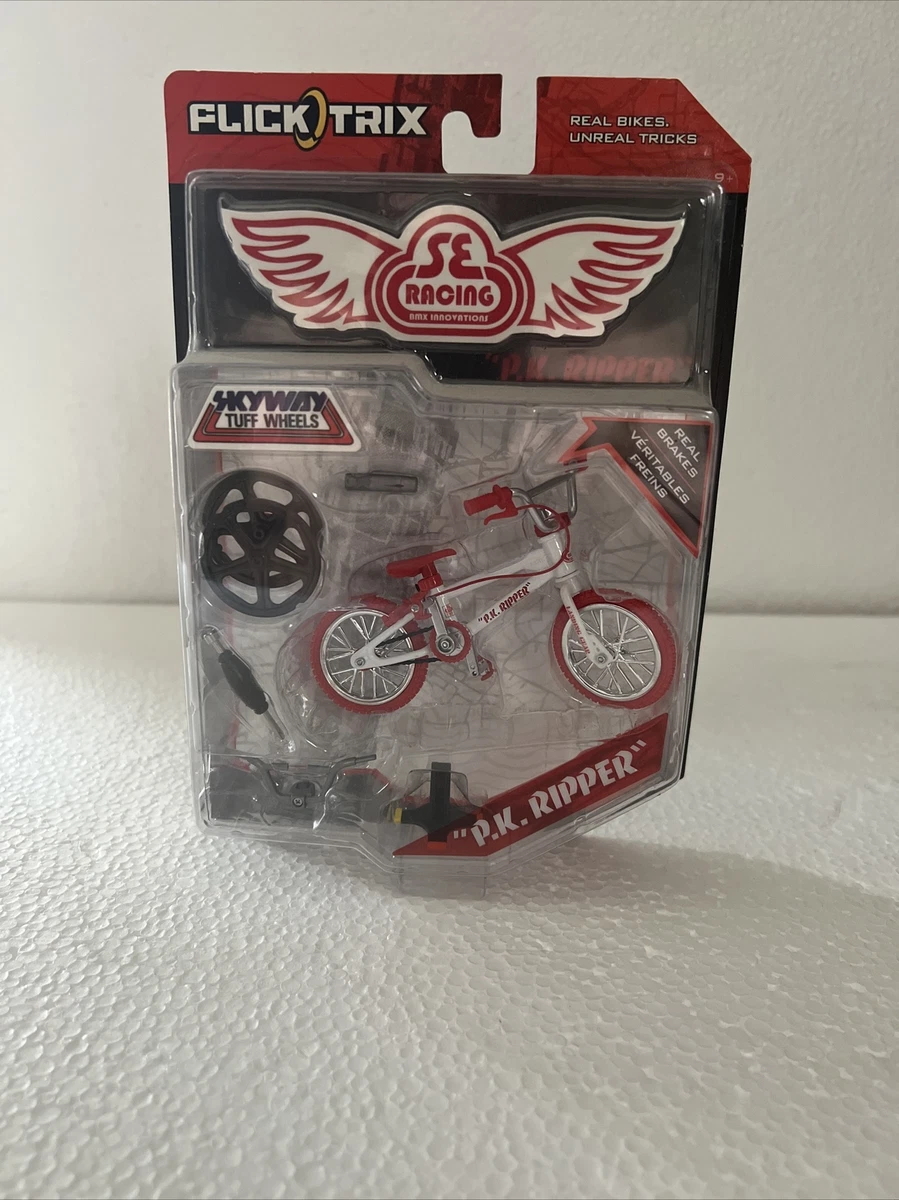 FLICK TRIX
REAL BIKES.
UNREAL TRICKS
9+
SE
RACING
BMX INNOVATIONS
"P.K. RIPPER"
SKYWAY
TUFF WHEELS
REAL
BRAKES
VÉRITABLES
FREINS
"P.K. RIPPER"
"P.K. RIPPER"